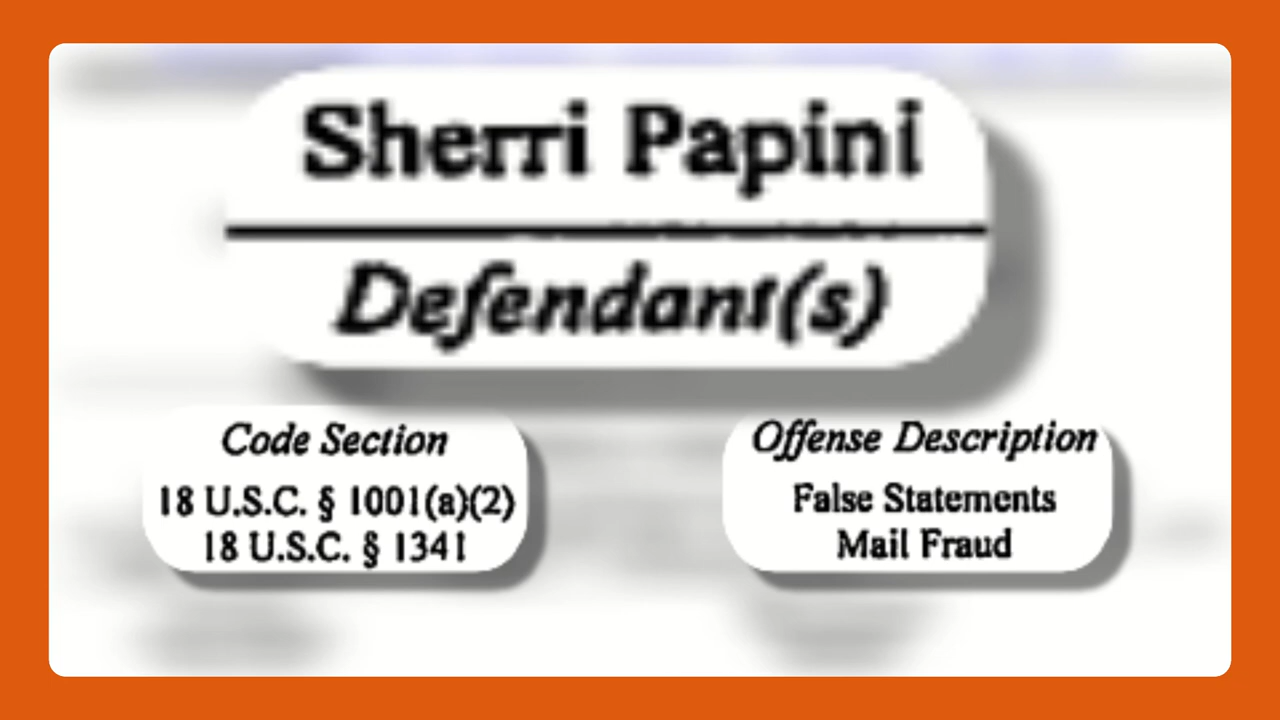 Sherri Papini
Defendant(s)
Code Section
18 U.S.C. § 1001(a)(2)
18 U.S.C. § 1341
Offense Description
False Statements
Mail Fraud